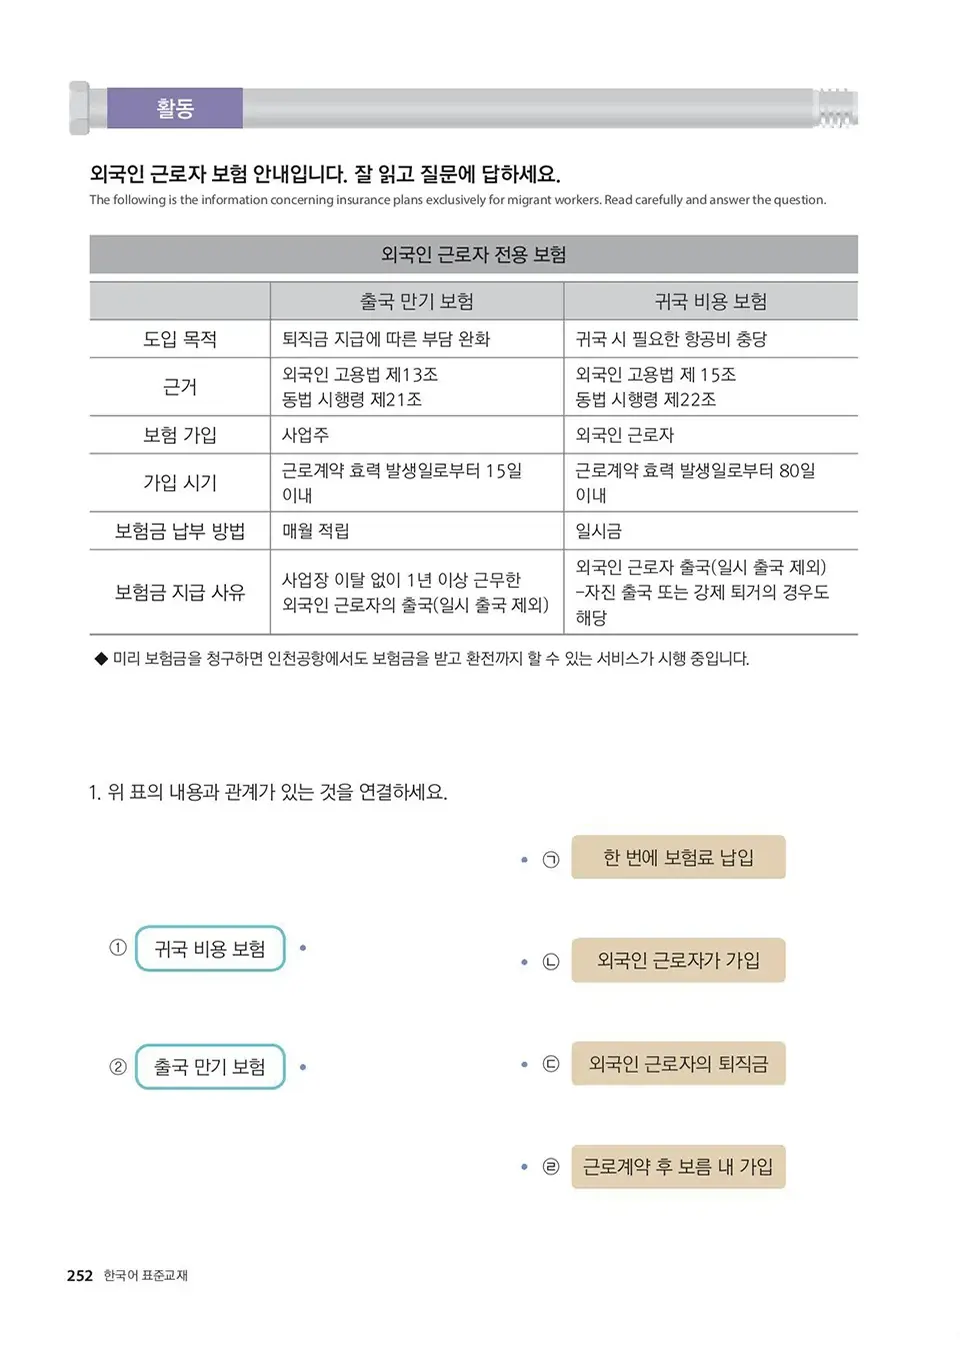 활동
외국인 근로자 보험 안내입니다. 잘 읽고 질문에 답하세요.
The following is the information concerning insurance plans exclusively for migrant workers. Read carefully and answer the question.
외국인 근로자 전용 보험
출국 만기 보험 귀국 비용 보험
도입 목적 퇴직금 지급에 따른 부담 완화 귀국 시 필요한 항공비 충당
근거 외국인 고용법 제13조 외국인 고용법 제 15조
동법 시행령 제21조 동법 시행령 제22조
보험 가입 사업주 외국인 근로자
가입 시기 근로계약 효력 발생일로부터 15일 근로계약 효력 발생일로부터 80일
이내 이내
보험금 납부 방법 매월 적립 일시금
보험금 지급 사유 사업장 이탈 없이 1년 이상 근무한 외국인 근로자 출국(일시 출국 제외)
외국인 근로자의 출국(일시 출국 제외) -자진 출국 또는 강제 퇴거의 경우도
해당
◆ 미리 보험금을 청구하면 인천공항에서도 보험금을 받고 환전까지 할 수 있는 서비스가 시행 중입니다.
1. 위 표의 내용과 관계가 있는 것을 연결하세요.
• ㉠ 한 번에 보험료 납입
① 귀국 비용 보험 •
• ㉡ 외국인 근로자가 가입
② 출국 만기 보험 •
• ㉢ 외국인 근로자의 퇴직금
• ㉣ 근로계약 후 보름 내 가입
252 한국어 표준교재